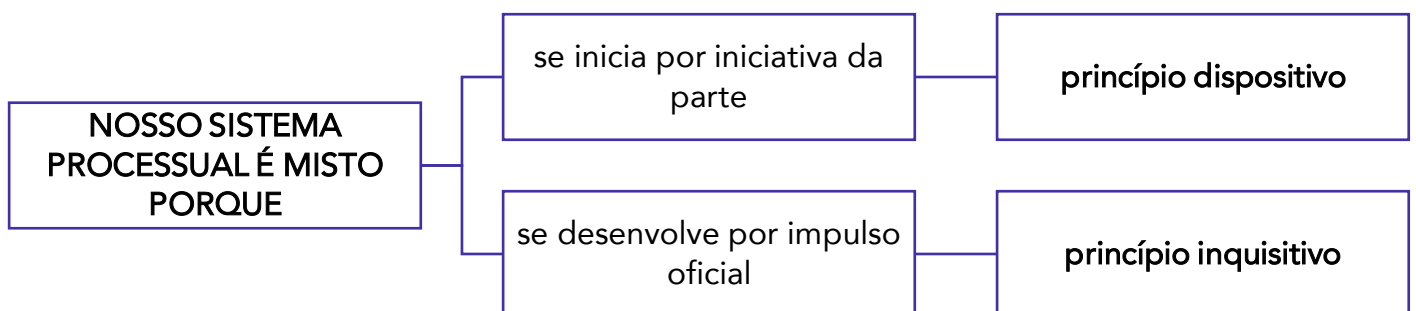 NOSSO SISTEMA
PROCESSUAL É MISTO
PORQUE
se inicia por iniciativa da
parte
princípio dispositivo
se desenvolve por impulso
oficial
princípio inquisitivo